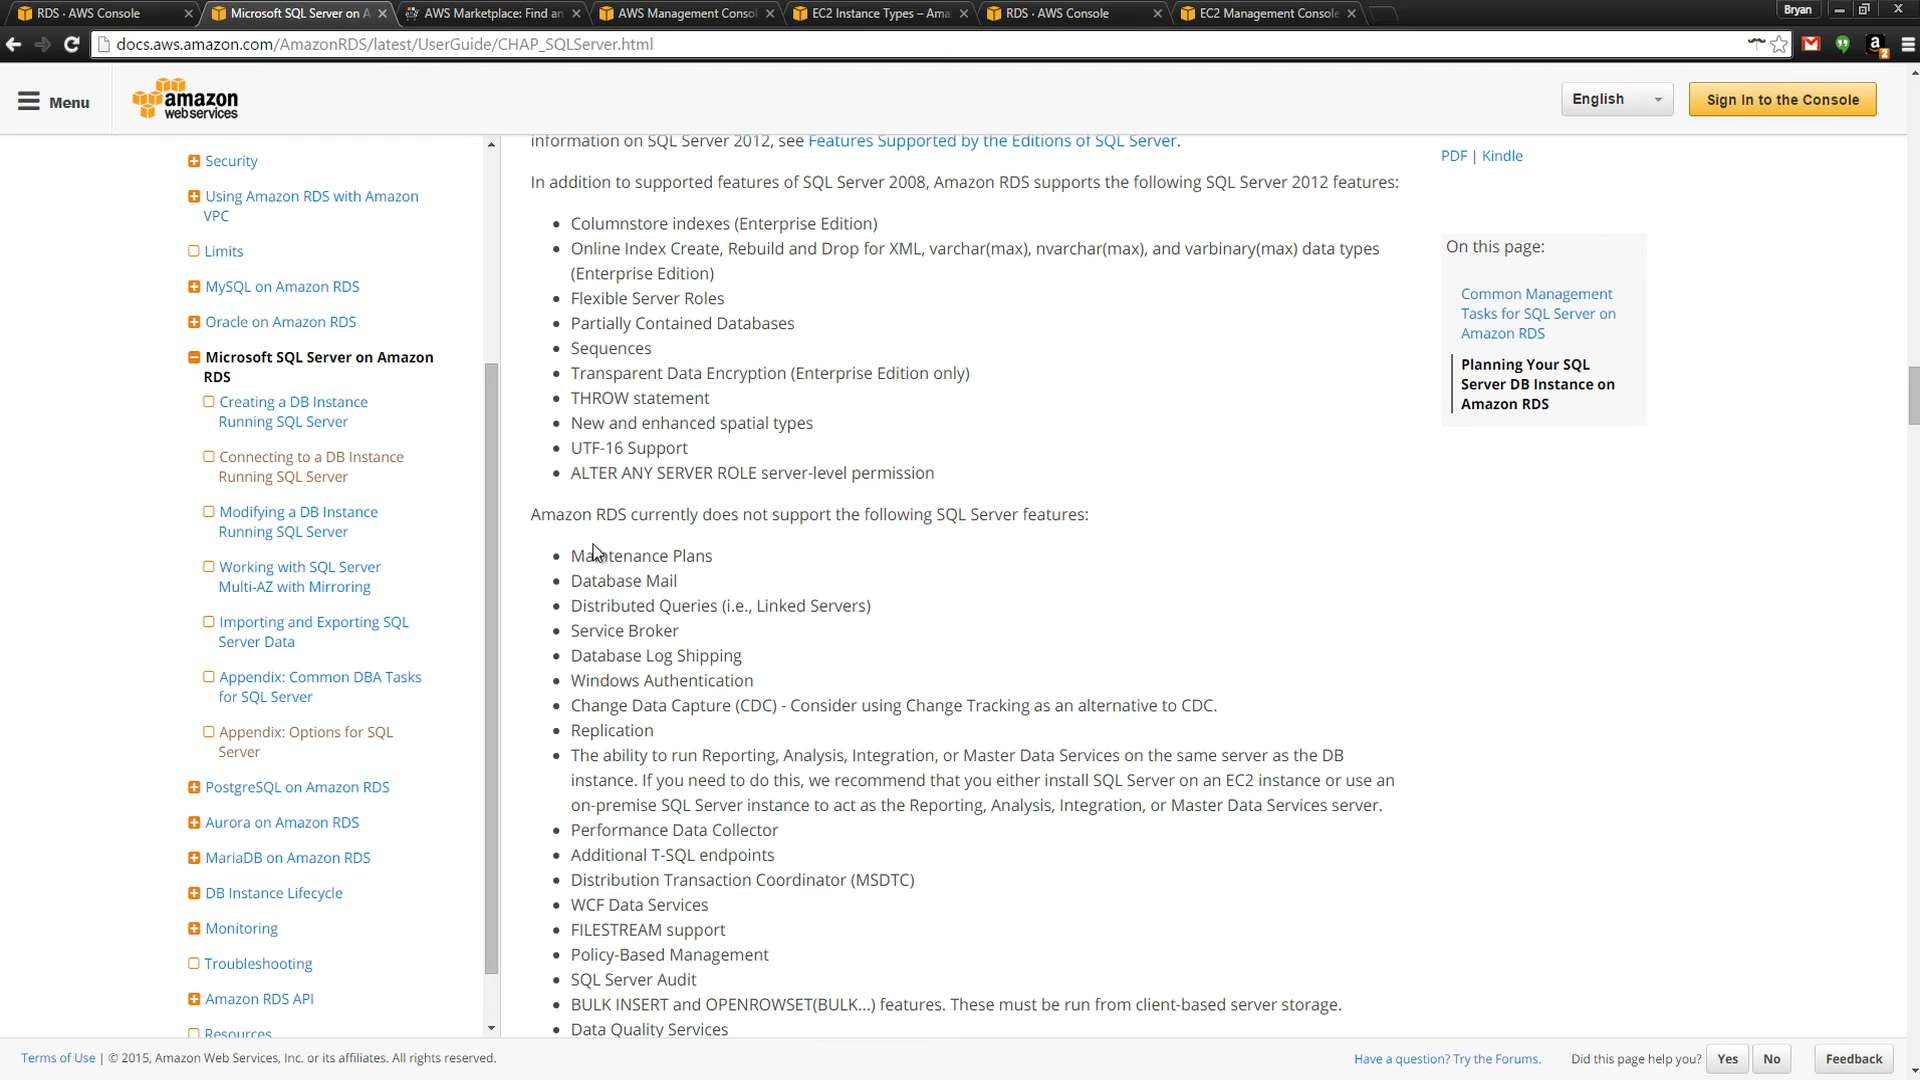 RDS · AWS Console
Microsoft SQL Server on A
AWS Marketplace: Find an
AWS Management Conso
EC2 Instance Types – Ama
RDS · AWS Console
EC2 Management Console
Bryan
docs.aws.amazon.com/AmazonRDS/latest/UserGuide/CHAP_SQLServer.html
Menu
amazon
web services
English
Sign In to the Console
Security
Using Amazon RDS with Amazon
VPC
Limits
MySQL on Amazon RDS
Oracle on Amazon RDS
Microsoft SQL Server on Amazon
RDS
Creating a DB Instance
Running SQL Server
Connecting to a DB Instance
Running SQL Server
Modifying a DB Instance
Running SQL Server
Working with SQL Server
Multi-AZ with Mirroring
Importing and Exporting SQL
Server Data
Appendix: Common DBA Tasks
for SQL Server
Appendix: Options for SQL
Server
PostgreSQL on Amazon RDS
Aurora on Amazon RDS
MariaDB on Amazon RDS
DB Instance Lifecycle
Monitoring
Troubleshooting
Amazon RDS API
Resources
information on SQL Server 2012, see Features Supported by the Editions of SQL Server.
In addition to supported features of SQL Server 2008, Amazon RDS supports the following SQL Server 2012 features:
Columnstore indexes (Enterprise Edition)
Online Index Create, Rebuild and Drop for XML, varchar(max), nvarchar(max), and varbinary(max) data types
(Enterprise Edition)
Flexible Server Roles
Partially Contained Databases
Sequences
Transparent Data Encryption (Enterprise Edition only)
THROW statement
New and enhanced spatial types
UTF-16 Support
ALTER ANY SERVER ROLE server-level permission
Amazon RDS currently does not support the following SQL Server features:
Maintenance Plans
Database Mail
Distributed Queries (i.e., Linked Servers)
Service Broker
Database Log Shipping
Windows Authentication
Change Data Capture (CDC) - Consider using Change Tracking as an alternative to CDC.
Replication
The ability to run Reporting, Analysis, Integration, or Master Data Services on the same server as the DB
instance. If you need to do this, we recommend that you either install SQL Server on an EC2 instance or use an
on-premise SQL Server instance to act as the Reporting, Analysis, Integration, or Master Data Services server.
Performance Data Collector
Additional T-SQL endpoints
Distribution Transaction Coordinator (MSDTC)
WCF Data Services
FILESTREAM support
Policy-Based Management
SQL Server Audit
BULK INSERT and OPENROWSET(BULK...) features. These must be run from client-based server storage.
Data Quality Services
PDF | Kindle
On this page:
Common Management
Tasks for SQL Server on
Amazon RDS
Planning Your SQL
Server DB Instance on
Amazon RDS
Terms of Use | © 2015, Amazon Web Services, Inc. or its affiliates. All rights reserved.
Have a question? Try the Forums.
Did this page help you?
Yes
No
Feedback